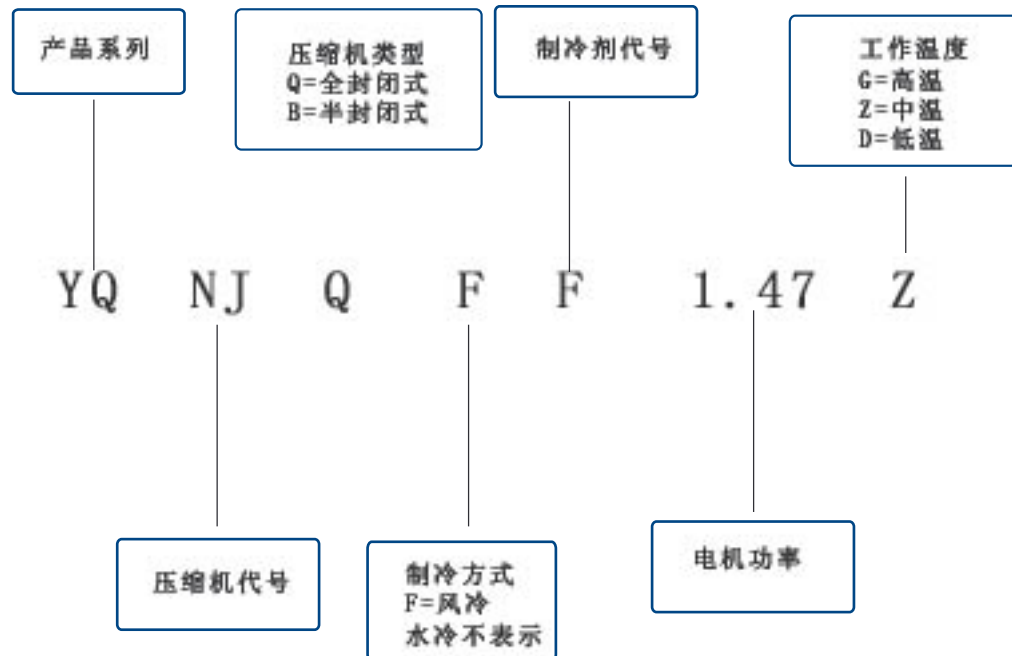 产品系列
压缩机类型
Q=全封闭式
B=半封闭式
制冷剂代号
工作温度
G=高温
Z=中温
D=低温
YQ NJ Q F F 1.47 Z
压缩机代号
制冷方式
F=风冷
水冷不表示
电机功率